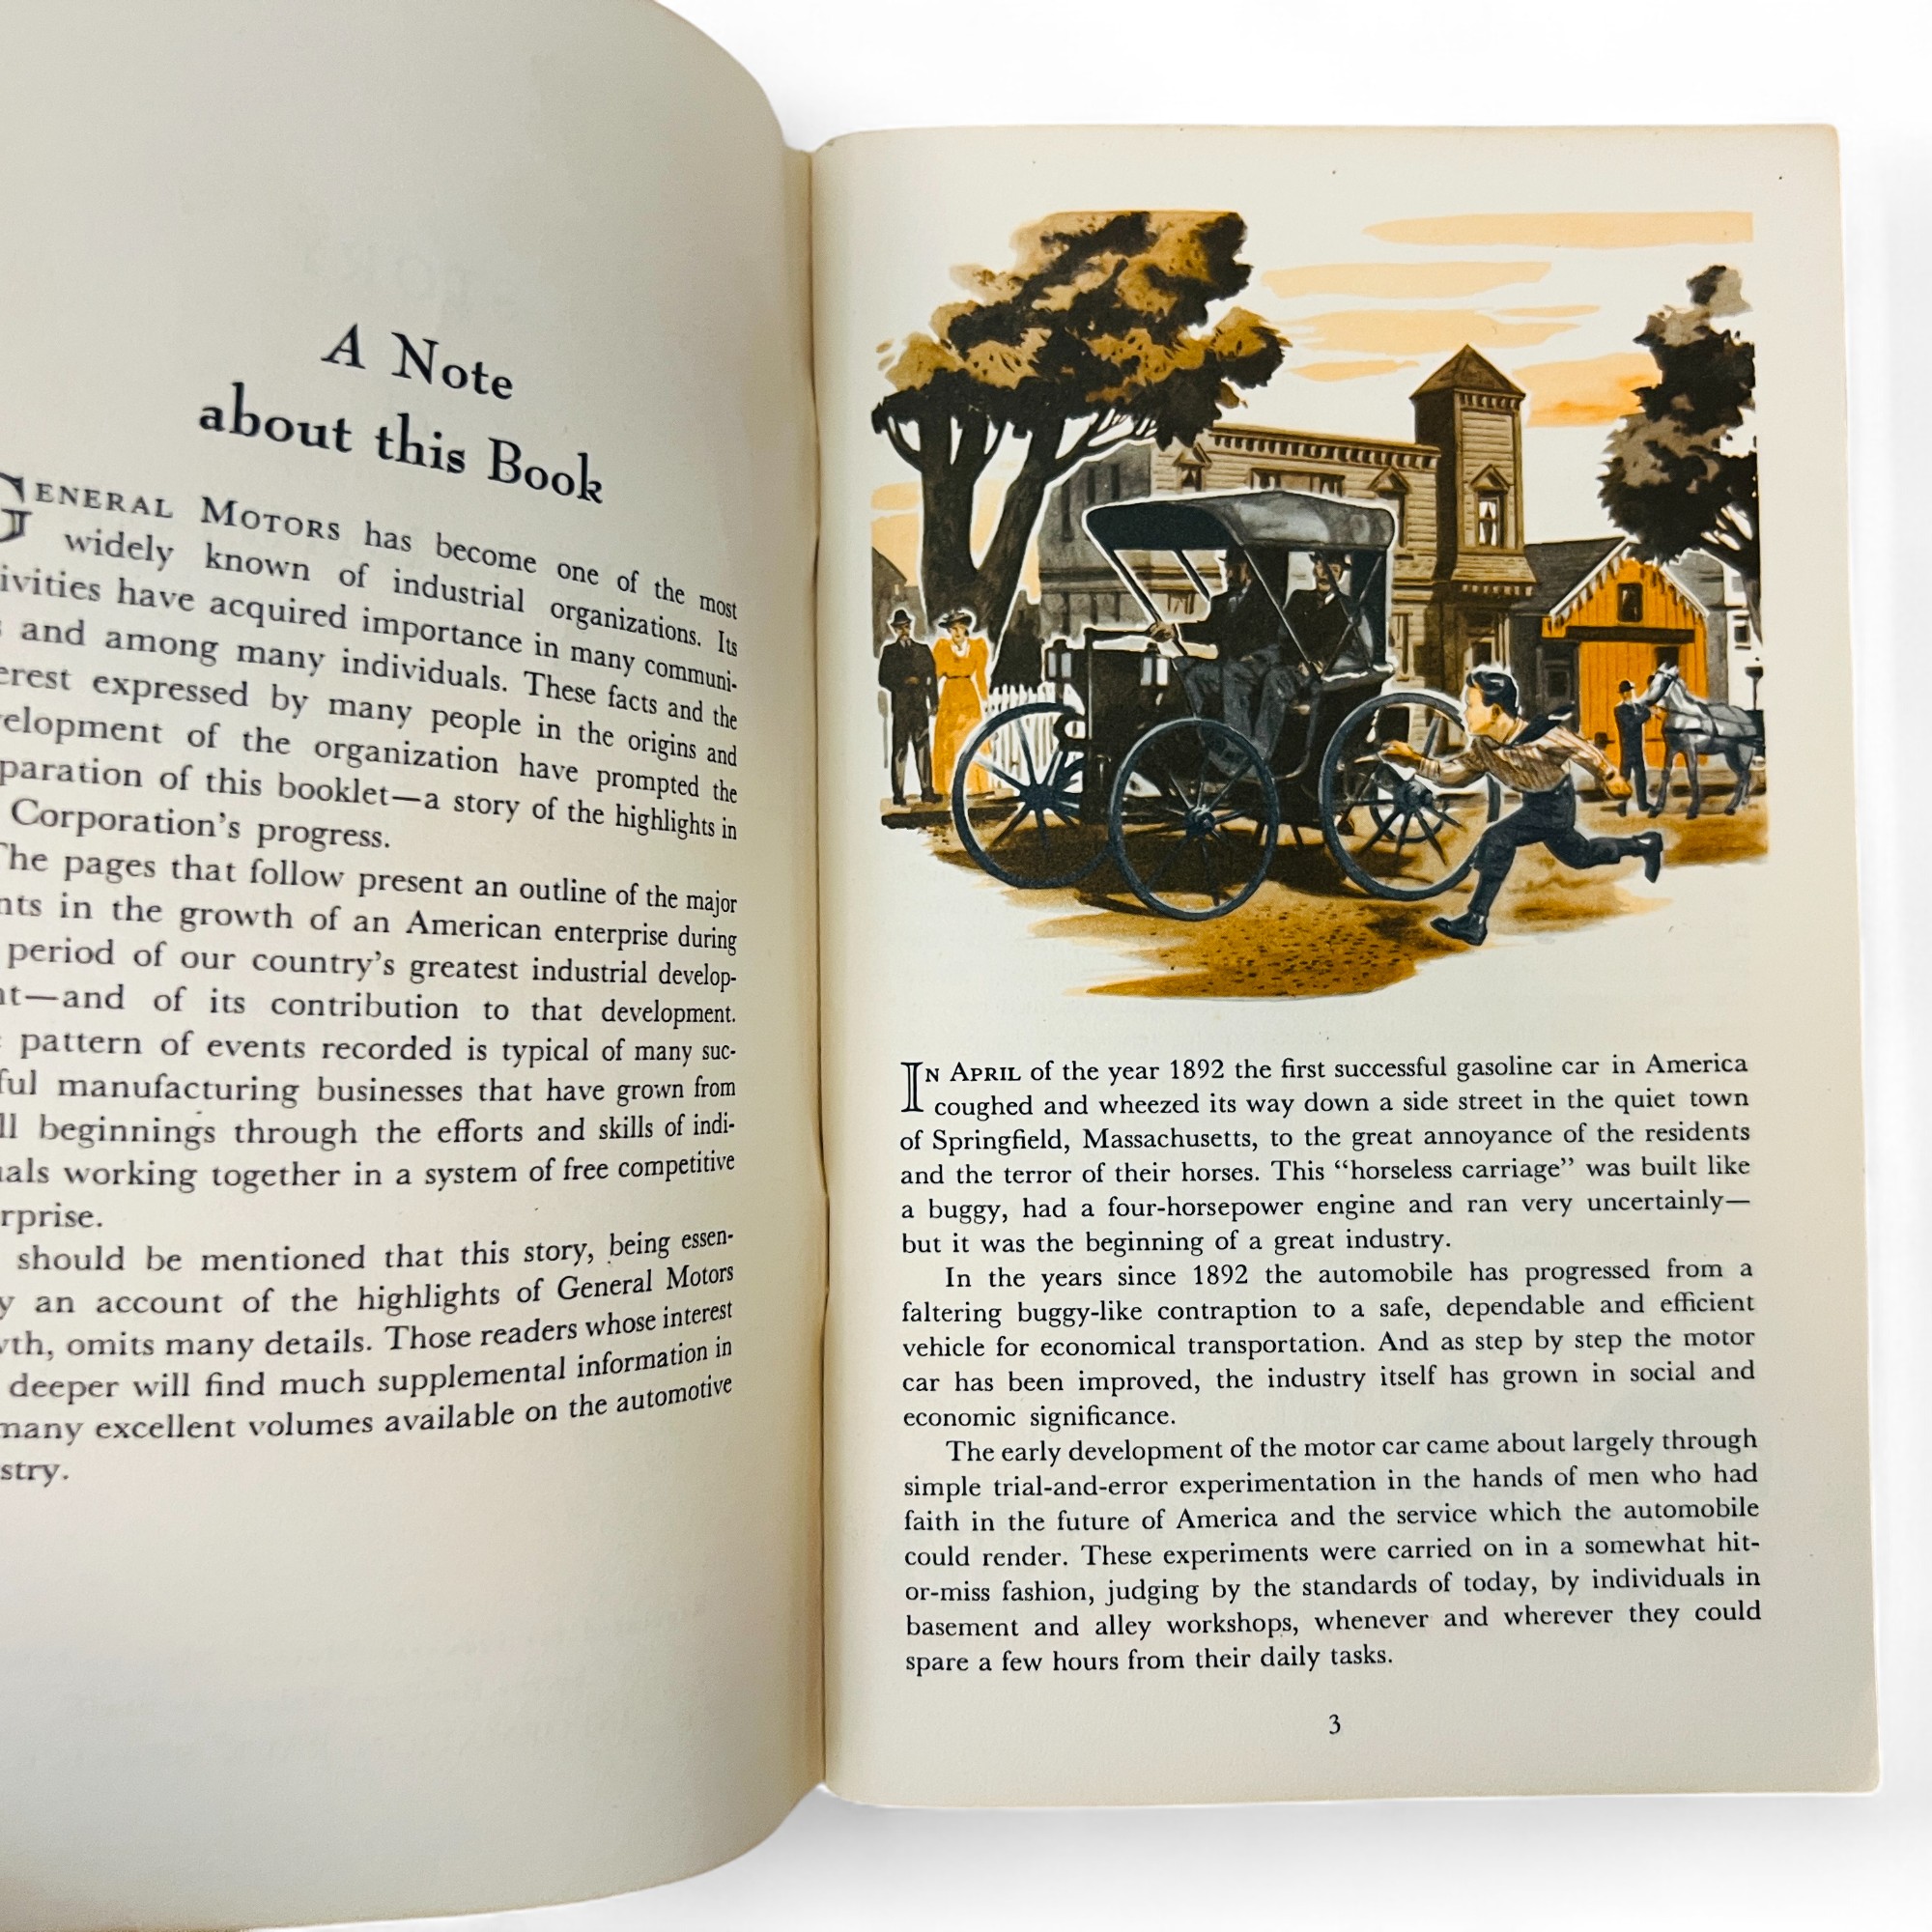 A Note
about this Book
GENERAL MOTORS has become one of the most
widely known of industrial organizations. Its
have acquired importance in many communi-
and among many individuals. These facts and the
expressed by many people in the origins and
of the organization have prompted the
of this booklet—a story of the highlights in
Corporation's progress.
The pages that follow present an outline of the major
in the growth of an American enterprise during
period of our country's greatest industrial develop-
—and of its contribution to that development.
pattern of events recorded is typical of many suc-
manufacturing businesses that have grown from
beginnings through the efforts and skills of indi-
working together in a system of free competitive
should be mentioned that this story, being essen-
an account of the highlights of General Motors
omits many details. Those readers whose interest
deeper will find much supplemental information in
many excellent volumes available on the automotive
IN APRIL of the year 1892 the first successful gasoline car in America
coughed and wheezed its way down a side street in the quiet town
of Springfield, Massachusetts, to the great annoyance of the residents
and the terror of their horses. This “horseless carriage” was built like
a buggy, had a four-horsepower engine and ran very uncertainly—
but it was the beginning of a great industry.
In the years since 1892 the automobile has progressed from a
faltering buggy-like contraption to a safe, dependable and efficient
vehicle for economical transportation. And as step by step the motor
car has been improved, the industry itself has grown in social and
economic significance.
The early development of the motor car came about largely through
simple trial-and-error experimentation in the hands of men who had
faith in the future of America and the service which the automobile
could render. These experiments were carried on in a somewhat hit-
or-miss fashion, judging by the standards of today, by individuals in
basement and alley workshops, whenever and wherever they could
spare a few hours from their daily tasks.
3